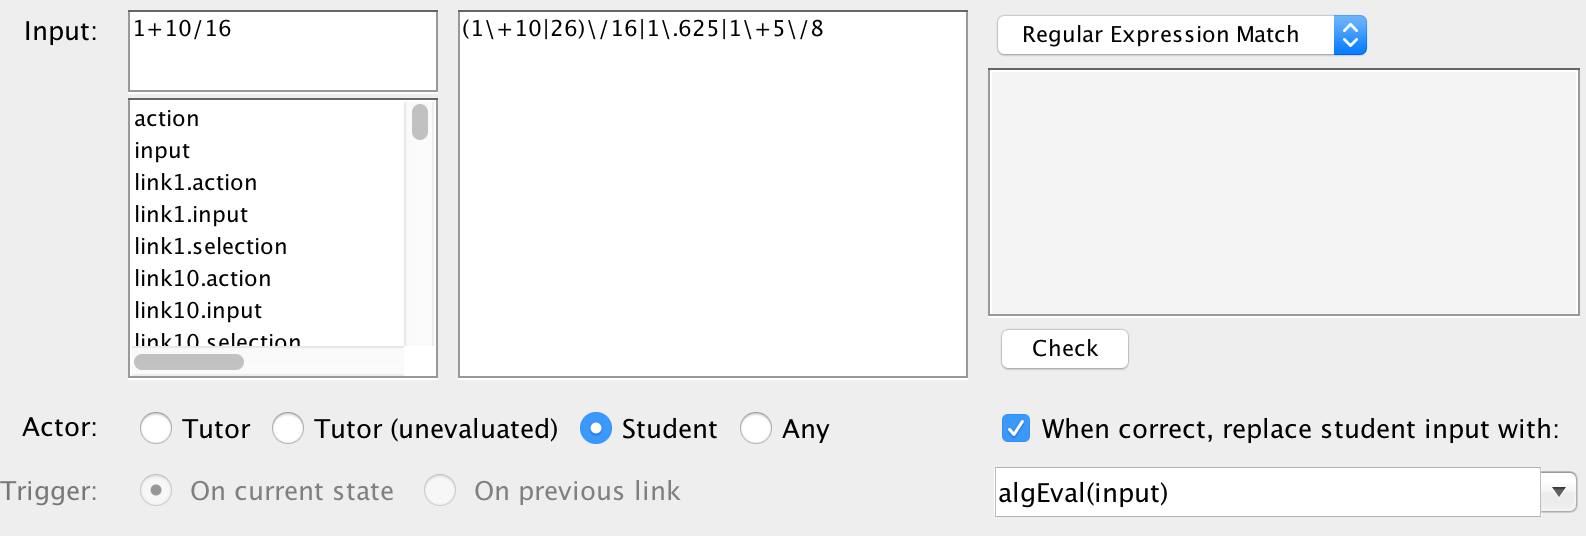 Input:
1+10/16
(1\+10|26)\/16|1\.625|1\+5\/8
Regular Expression Match
action
input
link1.action
link1.input
link1.selection
link10.action
link10.input
link10.selection
Check
Actor:
Tutor
Tutor (unevaluated)
Student
Any
When correct, replace student input with:
Trigger:
On current state
On previous link
algEval(input)